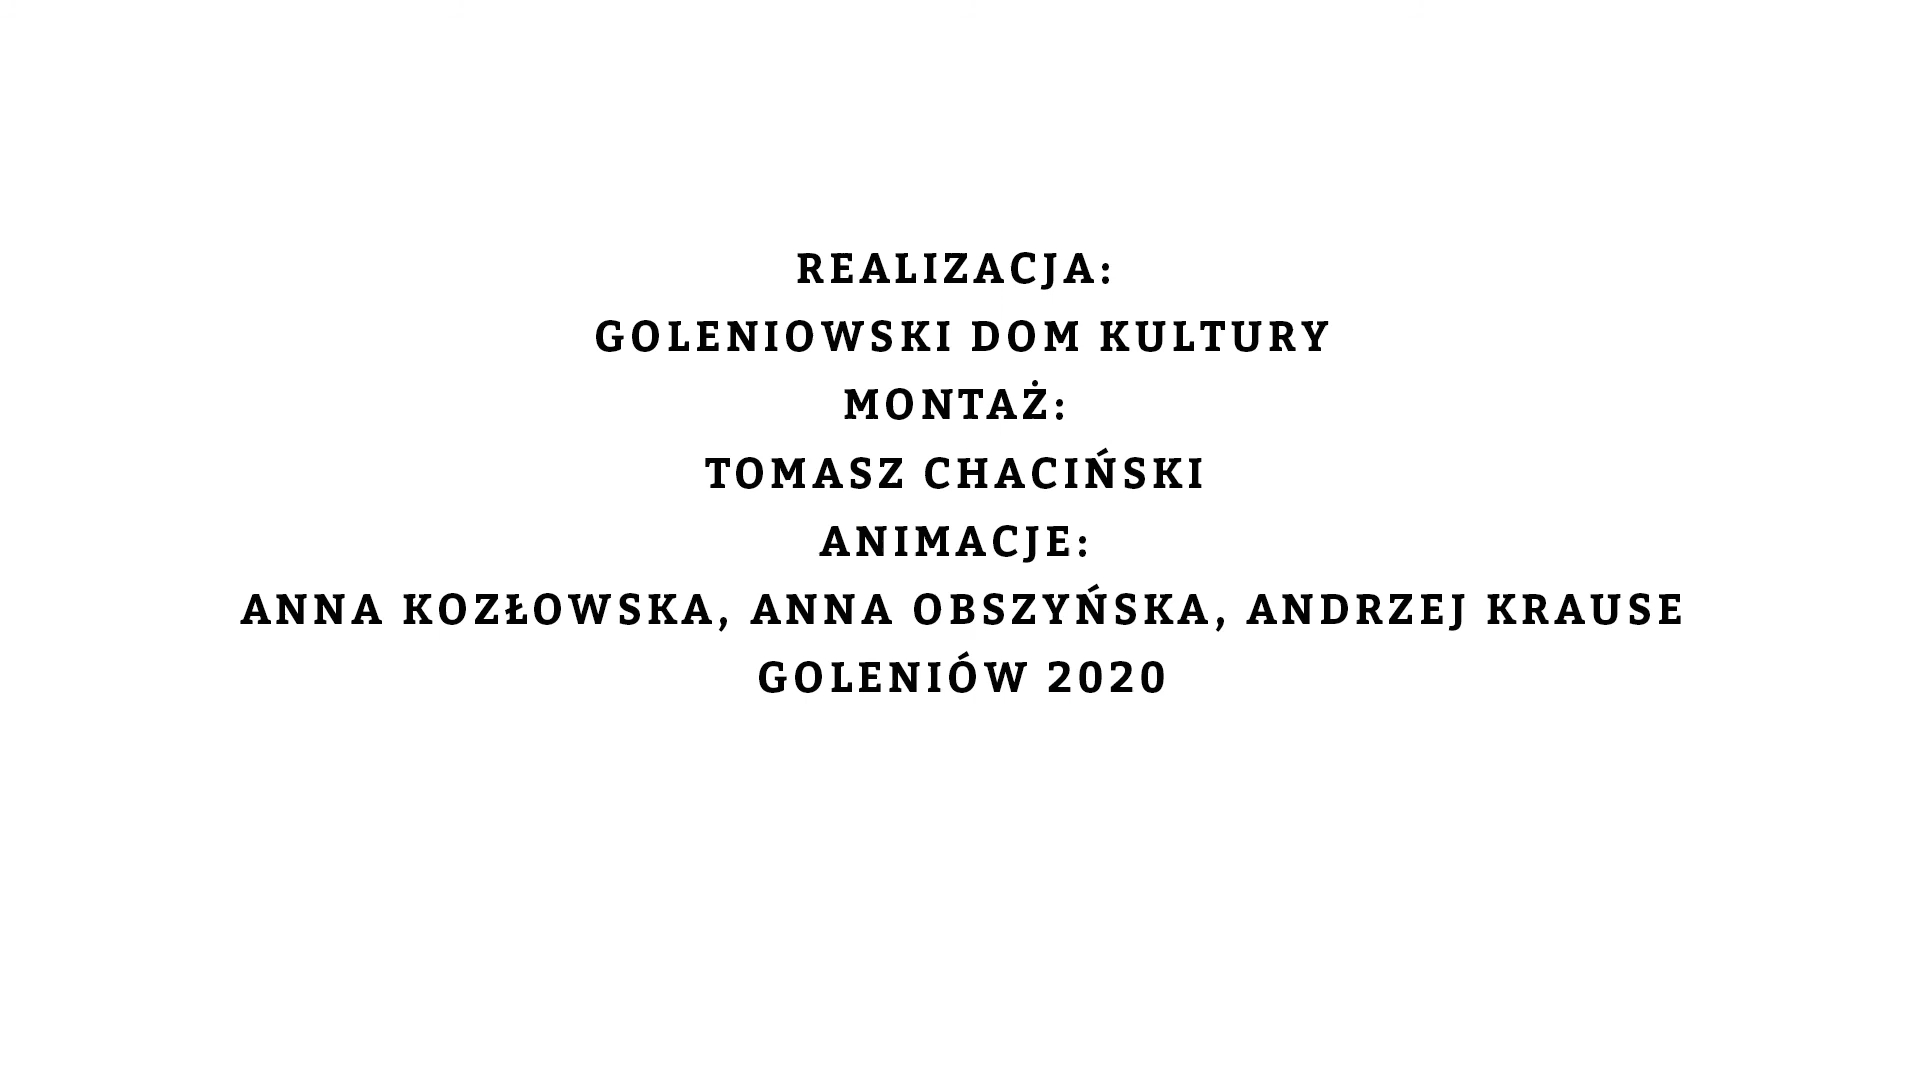 REALIZACJA:
GOLENIOWSKI DOM KULTURY
MONTAŻ:
TOMASZ CHACIŃSKI
ANIMACJE:
ANNA KOZŁOWSKA, ANNA OBSZYŃSKA, ANDRZEJ KRAUSE
GOLENIÓW 2020